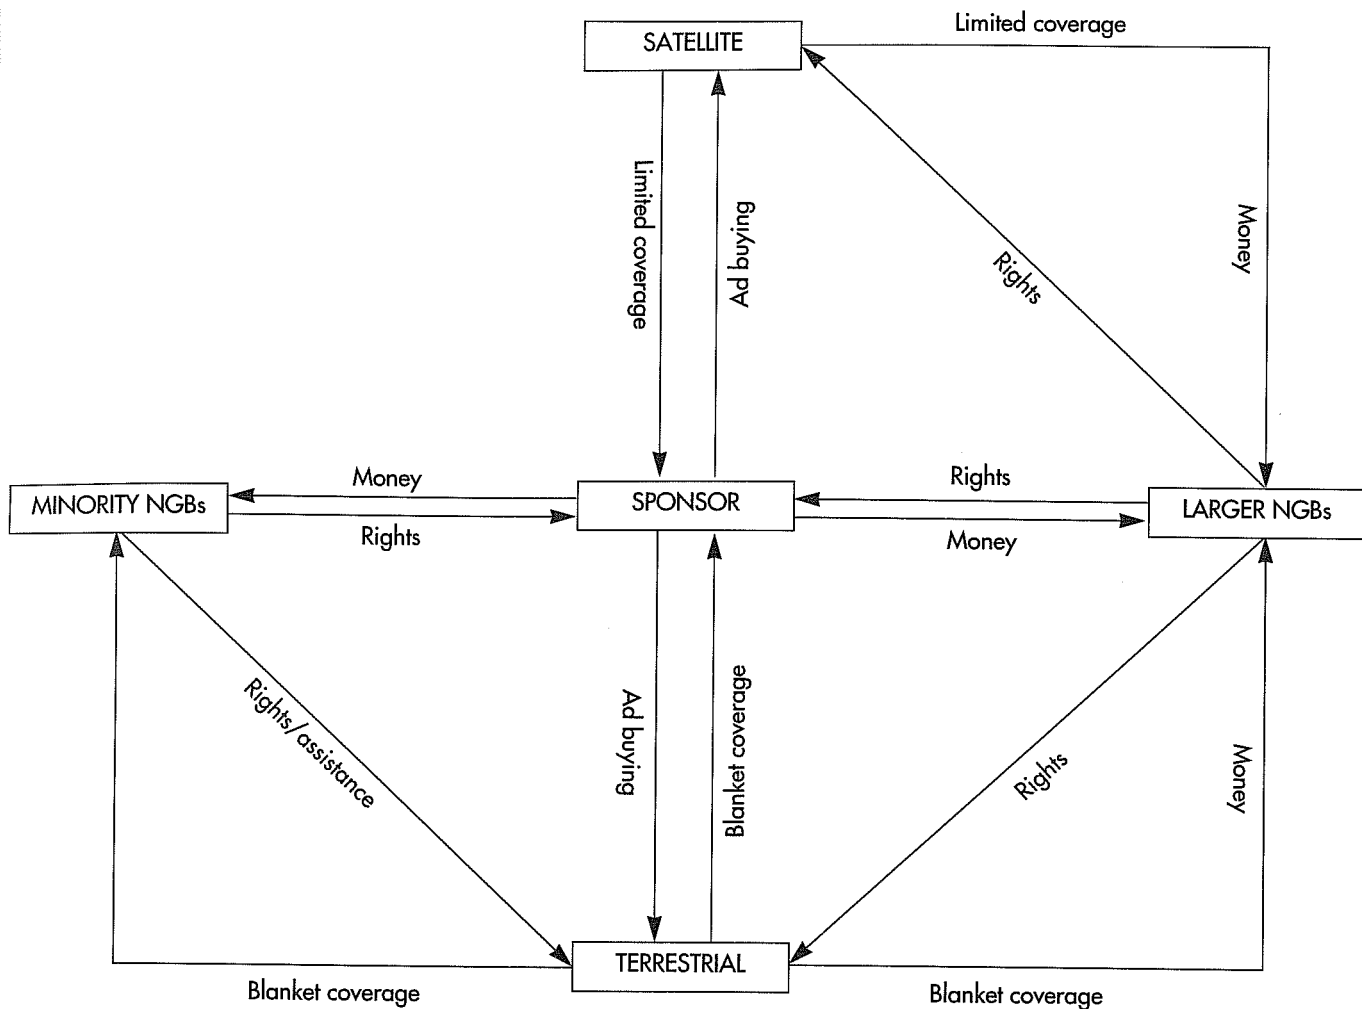 Limited coverage
SATELLITE
Limited coverage
Ad buying
Money
Rights
Money
Rights
MINORITY NGBs
SPONSOR
LARGER NGBs
Rights
Money
Rights/assistance
Ad buying
Blanket coverage
Rights
Money
TERRESTRIAL
Blanket coverage
Blanket coverage